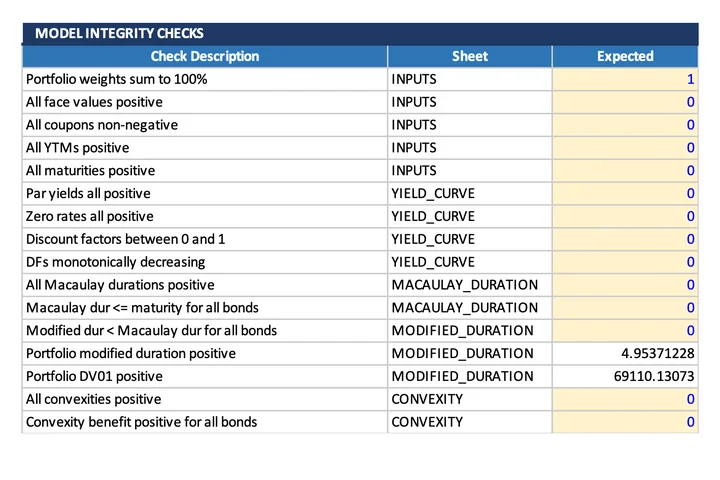 MODEL INTEGRITY CHECKS
Check Description Sheet Expected
Portfolio weights sum to 100% INPUTS 1
All face values positive INPUTS 0
All coupons non-negative INPUTS 0
All YTMs positive INPUTS 0
All maturities positive INPUTS 0
Par yields all positive YIELD_CURVE 0
Zero rates all positive YIELD_CURVE 0
Discount factors between 0 and 1 YIELD_CURVE 0
DFs monotonically decreasing YIELD_CURVE 0
All Macaulay durations positive MACAULAY_DURATION 0
Macaulay dur <= maturity for all bonds MACAULAY_DURATION 0
Modified dur < Macaulay dur for all bonds MODIFIED_DURATION 0
Portfolio modified duration positive MODIFIED_DURATION 4.95371228
Portfolio DV01 positive MODIFIED_DURATION 69110.13073
All convexities positive CONVEXITY 0
Convexity benefit positive for all bonds CONVEXITY 0